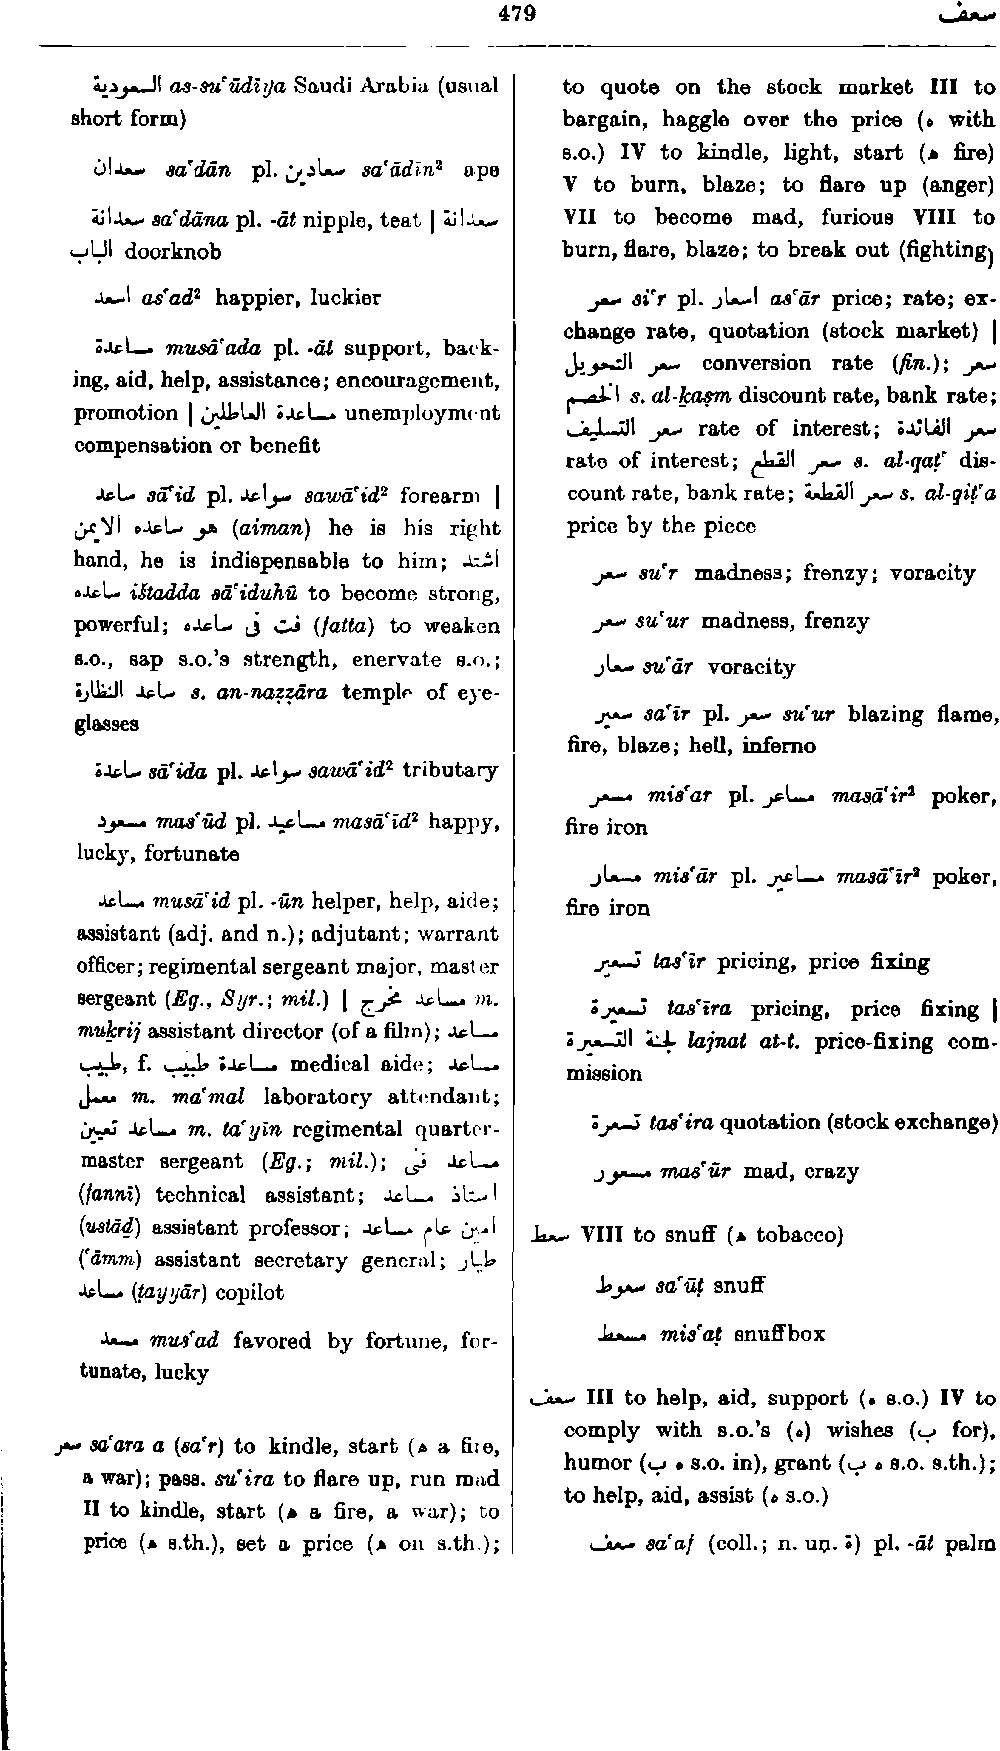 479
سعف
السعودية as-suʿūdīya Saudi Arabia (usual
short form)
سعدان saʿdān pl. سعادين saʿādīn² ape
سعدانة saʿdāna pl. -āt nipple, teat | سعدانة
الباب doorknob
اسعد asʿad² happier, luckier
مساعدة musāʿada pl. -āt support, back-
ing, aid, help, assistance; encouragement,
promotion | مساعدة العاطلين unemployment
compensation or benefit
ساعد sāʿid pl. سواعد sawāʿid² forearm |
هو ساعده الايمن (aiman) he is his right
hand, he is indispensable to him; اشتد
ساعده ištadda sāʿiduhū to become strong,
powerful; فت فى ساعده (fatta) to weaken
s.o., sap s.o.'s strength, enervate s.o.;
ساعد النظارة s. an-naẓẓāra temple of eye-
glasses
ساعدة sāʿida pl. سواعد sawāʿid² tributary
مسعود masʿūd pl. مساعيد masāʿīd² happy,
lucky, fortunate
مساعد musāʿid pl. -ūn helper, help, aide;
assistant (adj. and n.); adjutant; warrant
officer; regimental sergeant major, master
sergeant (Eg., Syr.; mil.) | مساعد مخرج m.
muḵrij assistant director (of a film); مساعد
طبيب, f. مساعدة طبيب medical aide; مساعد
معمل m. maʿmal laboratory attendant;
مساعد تعيين m. taʿyīn regimental quarter-
master sergeant (Eg.; mil.); مساعد فنى
(fannī) technical assistant; استاذ مساعد
(ustāḏ) assistant professor; امين عام مساعد
(ʿāmm) assistant secretary general; طيار
مساعد (ṭayyār) copilot
مسعد musʿad favored by fortune, for-
tunate, lucky
سعر saʿara a (saʿr) to kindle, start (ه a fire,
a war); pass. suʿira to flare up, run mad
II to kindle, start (ه a fire, a war); to
price (ه s.th.), set a price (ه on s.th.);
to quote on the stock market III to
bargain, haggle over the price (ه with
s.o.) IV to kindle, light, start (ه fire)
V to burn, blaze; to flare up (anger)
VII to become mad, furious VIII to
burn, flare, blaze; to break out (fighting)
سعر siʿr pl. اسعار asʿār price; rate; ex-
change rate, quotation (stock market) |
سعر التحويل conversion rate (fin.); سعر
الخصم s. al-ḵaṣm discount rate, bank rate;
سعر التسليف rate of interest; سعر الفائدة
rate of interest; سعر القطع s. al-qaṭʿ dis-
count rate, bank rate; سعر القطعة s. al-qiṭʿa
price by the piece
سعر suʿr madness; frenzy; voracity
سعر suʿur madness, frenzy
سعار suʿār voracity
سعير saʿīr pl. سعر suʿur blazing flame,
fire, blaze; hell, inferno
مسعر misʿar pl. مساعر masāʿir² poker,
fire iron
مسعار misʿār pl. مساعير masāʿīr² poker,
fire iron
تسعير tasʿīr pricing, price fixing
تسعيرة tasʿīra pricing, price fixing |
لجنة التسعيرة lajnat at-t. price-fixing com-
mission
تسعرة tasʿira quotation (stock exchange)
مسعور masʿūr mad, crazy
سعط VIII to snuff (ه tobacco)
سعوط saʿūṭ snuff
مسعط misʿaṭ snuffbox
سعف III to help, aid, support (ه s.o.) IV to
comply with s.o.'s (ه) wishes (ب for),
humor (ه ب s.o. in), grant (ه ب s.o. s.th.);
to help, aid, assist (ه s.o.)
سعف saʿaf (coll.; n. un. ة) pl. -āt palm